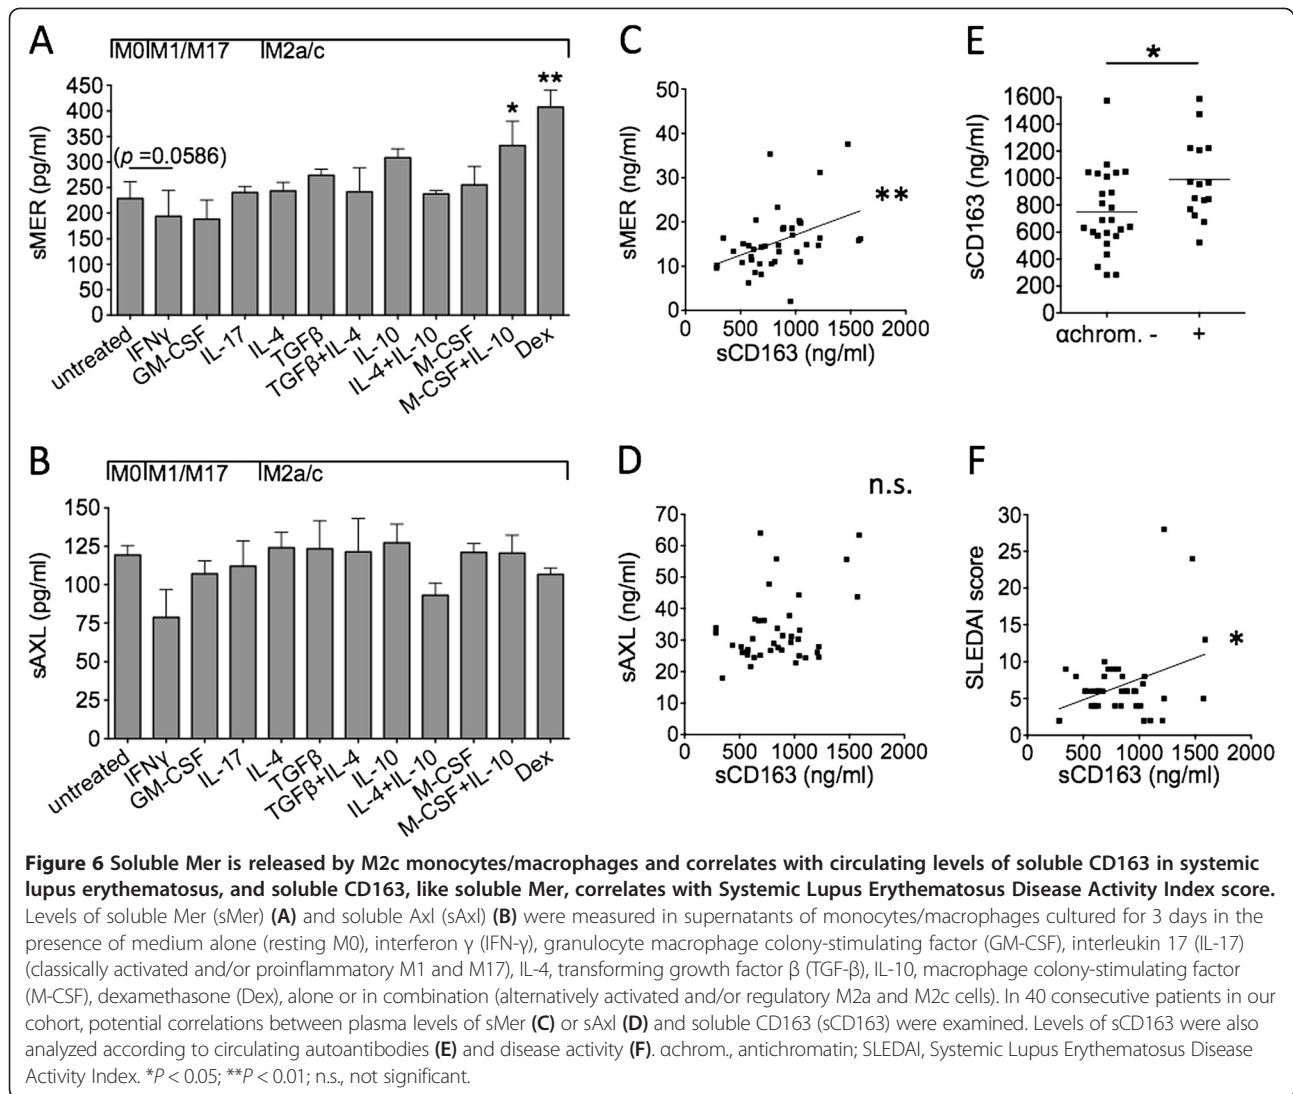 A
M0 M1/M17 M2a/c
450
400
350
300
250
200
150
100
50
0
sMER (pg/ml)
(p =0.0586)
*
**
untreated
IFNγ
GM-CSF
IL-17
IL-4
TGFβ
TGFβ+IL-4
IL-10
IL-4+IL-10
M-CSF
M-CSF+IL-10
Dex
C
50
40
30
20
10
0
sMER (ng/ml)
**
0 500 1000 1500 2000
sCD163 (ng/ml)
E
*
1600
1400
1200
1000
800
600
400
200
0
sCD163 (ng/ml)
αchrom. - +
B
M0 M1/M17 M2a/c
150
125
100
75
50
25
0
sAXL (pg/ml)
untreated
IFNγ
GM-CSF
IL-17
IL-4
TGFβ
TGFβ+IL-4
IL-10
IL-4+IL-10
M-CSF
M-CSF+IL-10
Dex
D
n.s.
70
60
50
40
30
20
10
0
sAXL (ng/ml)
0 500 1000 1500 2000
sCD163 (ng/ml)
F
30
25
20
15
10
5
0
SLEDAI score
*
0 500 1000 1500 2000
sCD163 (ng/ml)
Figure 6 Soluble Mer is released by M2c monocytes/macrophages and correlates with circulating levels of soluble CD163 in systemic
lupus erythematosus, and soluble CD163, like soluble Mer, correlates with Systemic Lupus Erythematosus Disease Activity Index score.
Levels of soluble Mer (sMer) (A) and soluble Axl (sAxl) (B) were measured in supernatants of monocytes/macrophages cultured for 3 days in the
presence of medium alone (resting M0), interferon γ (IFN-γ), granulocyte macrophage colony-stimulating factor (GM-CSF), interleukin 17 (IL-17)
(classically activated and/or proinflammatory M1 and M17), IL-4, transforming growth factor β (TGF-β), IL-10, macrophage colony-stimulating factor
(M-CSF), dexamethasone (Dex), alone or in combination (alternatively activated and/or regulatory M2a and M2c cells). In 40 consecutive patients in our
cohort, potential correlations between plasma levels of sMer (C) or sAxl (D) and soluble CD163 (sCD163) were examined. Levels of sCD163 were also
analyzed according to circulating autoantibodies (E) and disease activity (F). αchrom., antichromatin; SLEDAI, Systemic Lupus Erythematosus Disease
Activity Index. *P < 0.05; **P < 0.01; n.s., not significant.